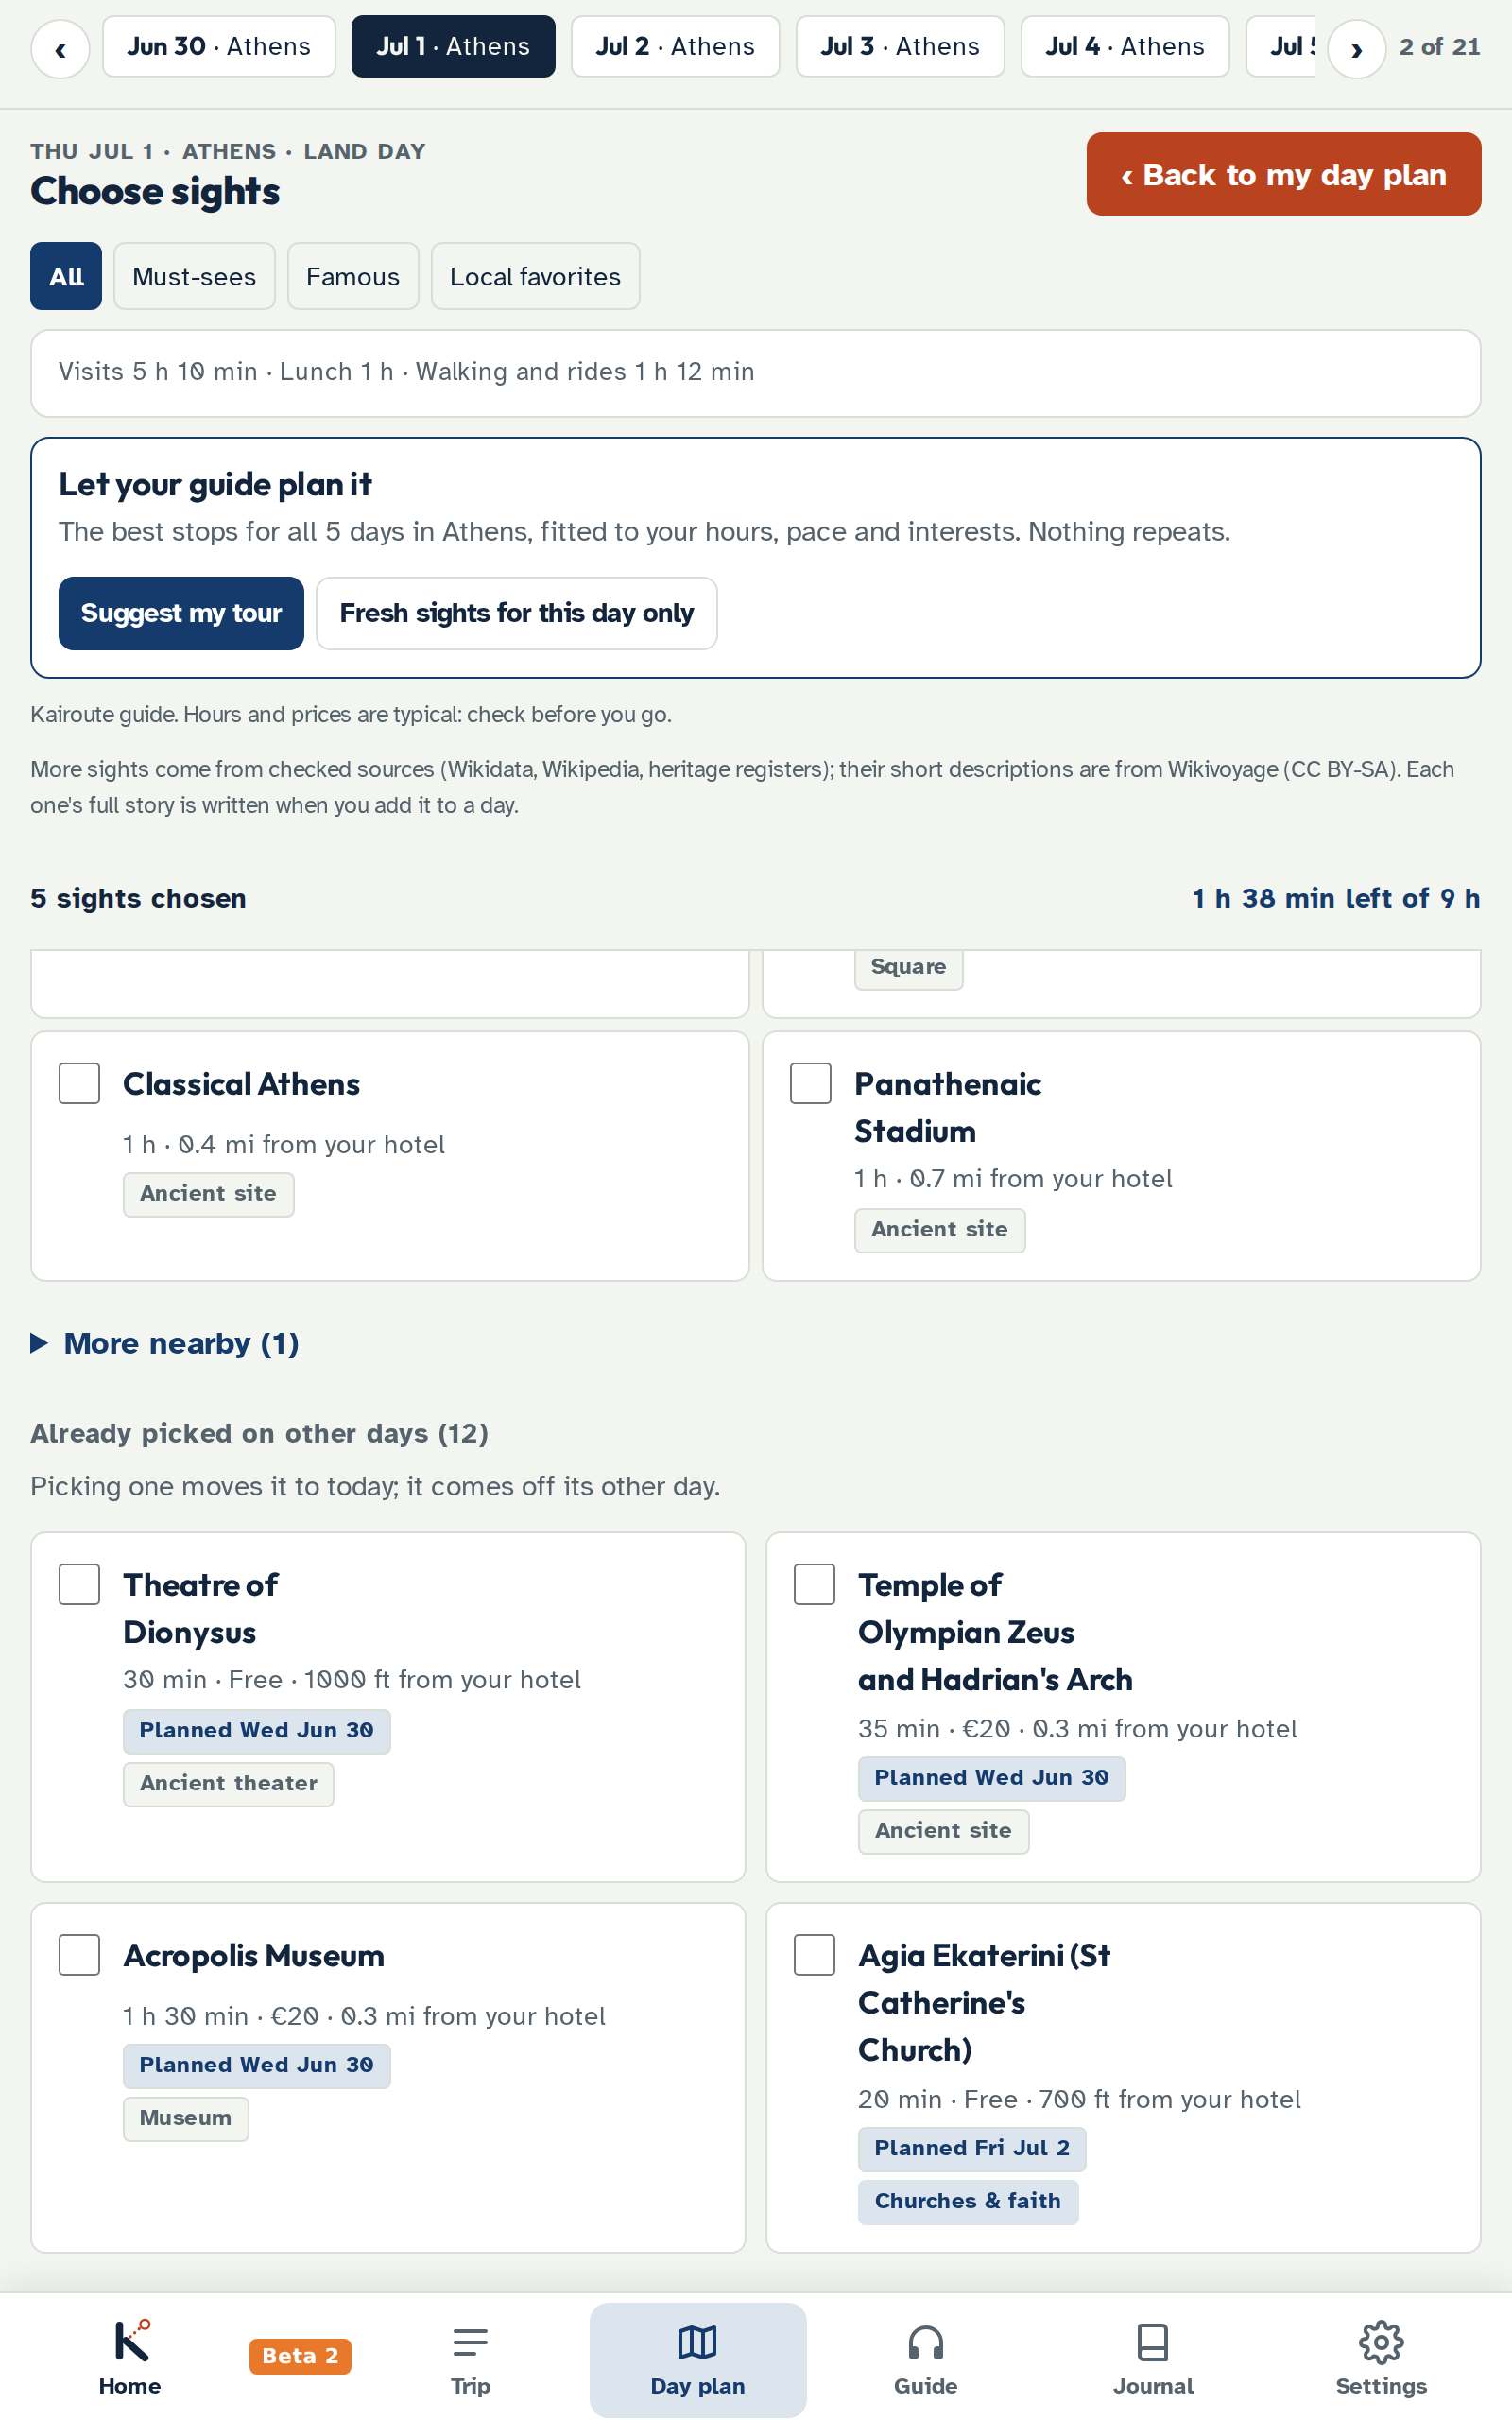 ‹
Jun 30 · Athens
Jul 1 · Athens
Jul 2 · Athens
Jul 3 · Athens
Jul 4 · Athens
Jul
›
2 of 21
THU JUL 1 · ATHENS · LAND DAY
Choose sights
‹ Back to my day plan
All
Must-sees
Famous
Local favorites
Visits 5 h 10 min · Lunch 1 h · Walking and rides 1 h 12 min
Let your guide plan it
The best stops for all 5 days in Athens, fitted to your hours, pace and interests. Nothing repeats.
Suggest my tour
Fresh sights for this day only
Kairoute guide. Hours and prices are typical: check before you go.
More sights come from checked sources (Wikidata, Wikipedia, heritage registers); their short descriptions are from Wikivoyage (CC BY-SA). Each
one's full story is written when you add it to a day.
5 sights chosen
1 h 38 min left of 9 h
Square
Classical Athens
1 h · 0.4 mi from your hotel
Ancient site
Panathenaic
Stadium
1 h · 0.7 mi from your hotel
Ancient site
More nearby (1)
Already picked on other days (12)
Picking one moves it to today; it comes off its other day.
Theatre of
Dionysus
30 min · Free · 1000 ft from your hotel
Planned Wed Jun 30
Ancient theater
Temple of
Olympian Zeus
and Hadrian's Arch
35 min · €20 · 0.3 mi from your hotel
Planned Wed Jun 30
Ancient site
Acropolis Museum
1 h 30 min · €20 · 0.3 mi from your hotel
Planned Wed Jun 30
Museum
Agia Ekaterini (St
Catherine's
Church)
20 min · Free · 700 ft from your hotel
Planned Fri Jul 2
Churches & faith
Home
Beta 2
Trip
Day plan
Guide
Journal
Settings